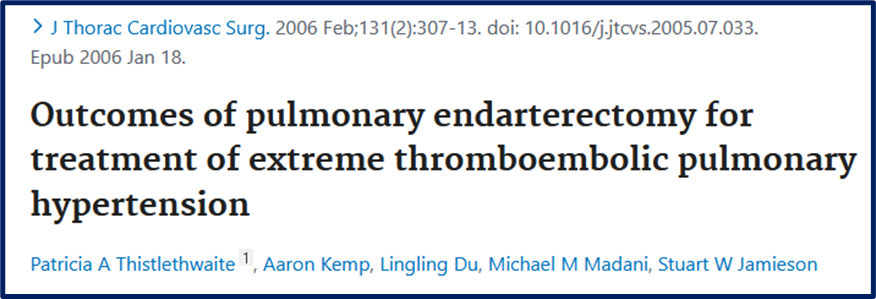 > J Thorac Cardiovasc Surg. 2006 Feb;131(2):307-13. doi: 10.1016/j.jtcvs.2005.07.033.
Epub 2006 Jan 18.
Outcomes of pulmonary endarterectomy for
treatment of extreme thromboembolic pulmonary
hypertension
Patricia A Thistlethwaite 1, Aaron Kemp, Lingling Du, Michael M Madani, Stuart W Jamieson